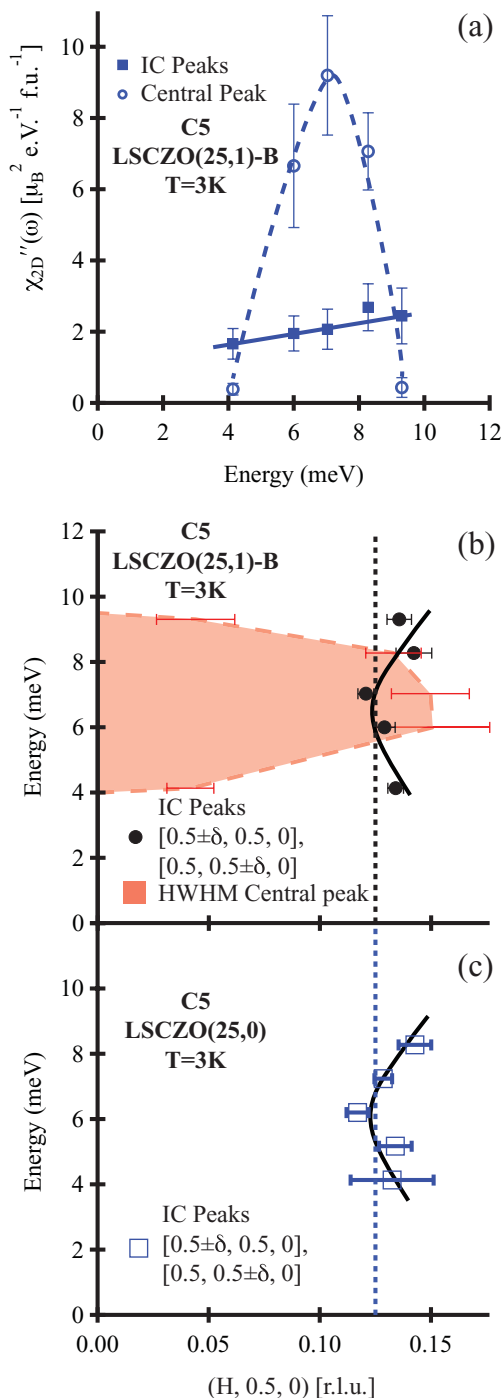 (a)
10
8
6
4
2
0
χ2D''(ω) [μB² e.V.⁻¹ f.u.⁻¹]
IC Peaks
Central Peak
C5
LSCZO(25,1)-B
T=3K
0 2 4 6 8 10 12
Energy (meV)
(b)
12
10
8
6
4
2
0
Energy (meV)
C5
LSCZO(25,1)-B
T=3K
IC Peaks
[0.5±δ, 0.5, 0],
[0.5, 0.5±δ, 0]
HWHM Central peak
(c)
10
8
6
4
2
0
Energy (meV)
C5
LSCZO(25,0)
T=3K
IC Peaks
[0.5±δ, 0.5, 0],
[0.5, 0.5±δ, 0]
0.00 0.05 0.10 0.15
(H, 0.5, 0) [r.l.u.]